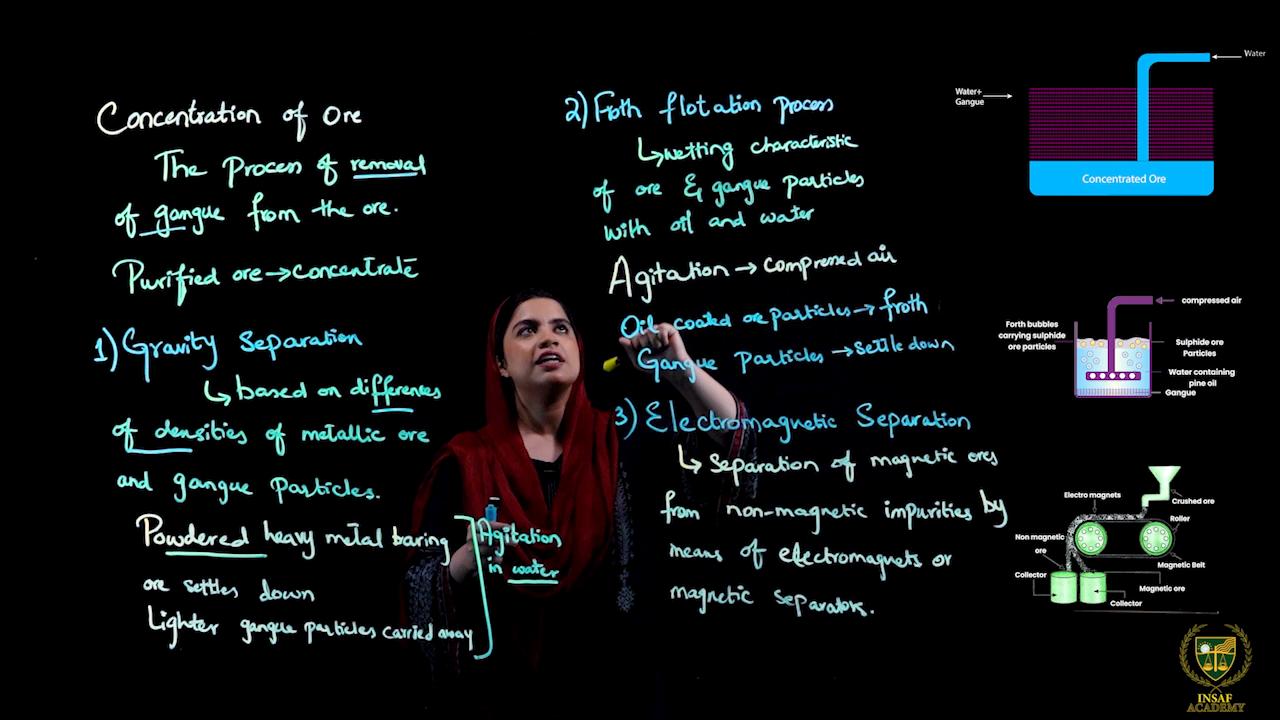 Concentration of Ore
The Process of removal
of gangue from the ore.
Purified ore → concentrate
1) Gravity Separation
↳ based on differences
of densities of metallic ore
and gangue particles.
Powdered heavy metal baring
ore settles down
Lighter gangue particles carried away
Agitation
in water
2) Froth flotation process
↳ wetting characteristic
of ore & gangue particles
with oil and water
Agitation → compressed air
Oil coated ore particles → froth
Gangue Particles → settle down
3) Electromagnetic Separation
↳ Separation of magnetic ores
from non-magnetic impurities by
means of electromagnets or
magnetic separators.
Water
Water+
Gangue
Concentrated Ore
compressed air
Forth bubbles
carrying sulphide
ore particles
Sulphide ore
Particles
Water containing
pine oil
Gangue
Electro magnets
Crushed ore
Roller
Non magnetic
ore
Magnetic Belt
Collector
Magnetic ore
Collector
INSAF
ACADEMY